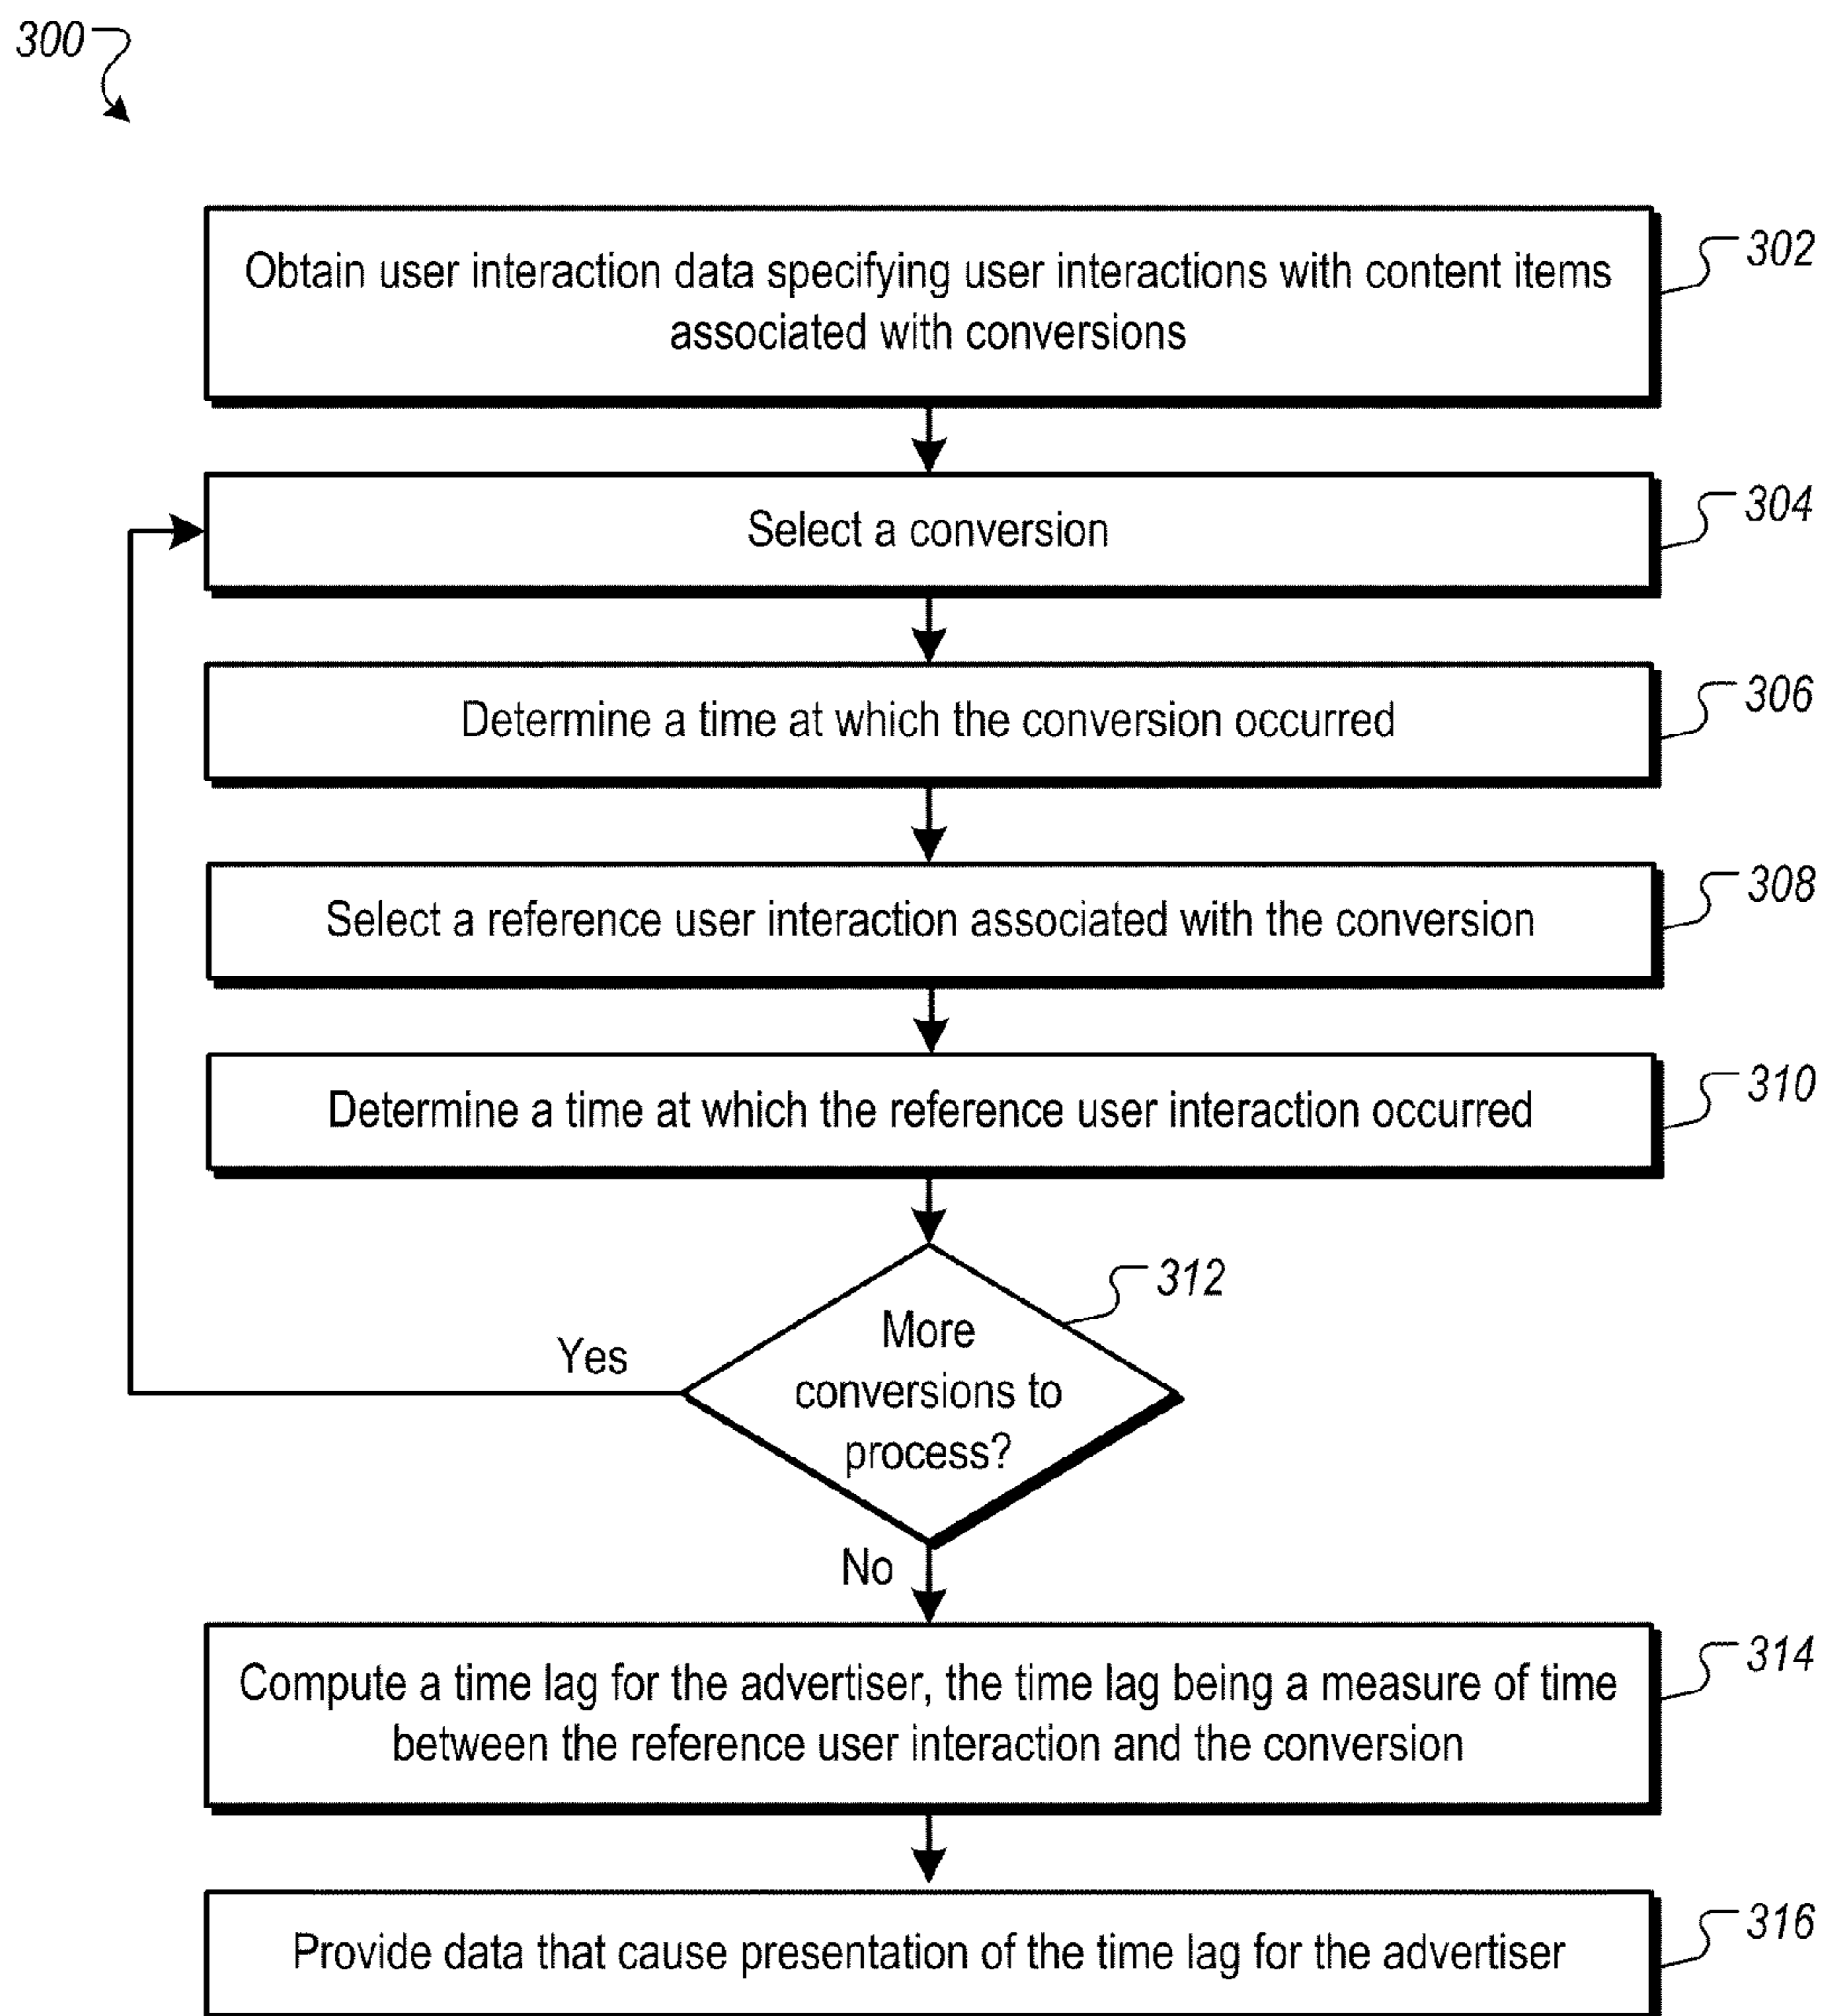 300
Obtain user interaction data specifying user interactions with content items
associated with conversions
302
Select a conversion
304
Determine a time at which the conversion occurred
306
Select a reference user interaction associated with the conversion
308
Determine a time at which the reference user interaction occurred
310
312
More
conversions to
process?
Yes
No
Compute a time lag for the advertiser, the time lag being a measure of time
between the reference user interaction and the conversion
314
Provide data that cause presentation of the time lag for the advertiser
316